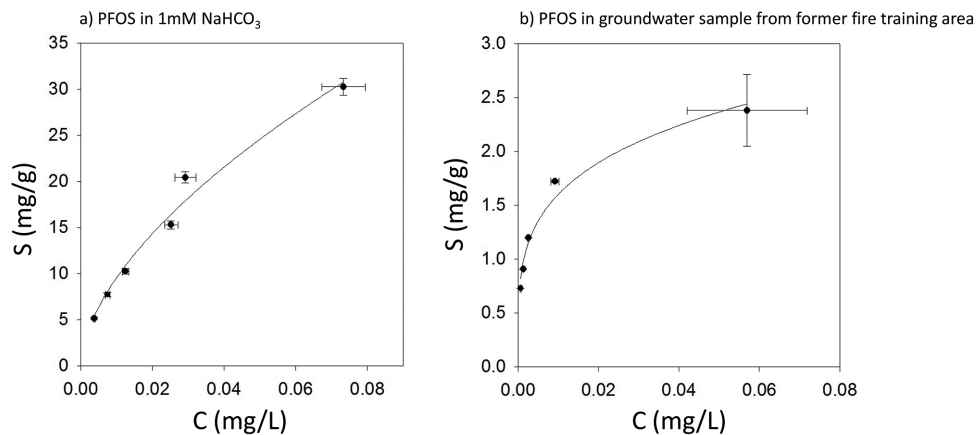 a) PFOS in 1mM NaHCO₃
35
30
25
20
15
10
5
0
S (mg/g)
0.00 0.02 0.04 0.06 0.08
C (mg/L)
b) PFOS in groundwater sample from former fire training area
3.0
2.5
2.0
1.5
1.0
0.5
0.0
S (mg/g)
0.00 0.02 0.04 0.06 0.08
C (mg/L)